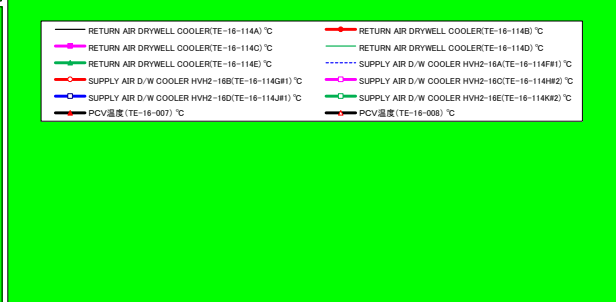 RETURN AIR DRYWELL COOLER(TE-16-114A) ℃ RETURN AIR DRYWELL COOLER(TE-16-114B) ℃
RETURN AIR DRYWELL COOLER(TE-16-114C) ℃ RETURN AIR DRYWELL COOLER(TE-16-114D) ℃
RETURN AIR DRYWELL COOLER(TE-16-114E) ℃ SUPPLY AIR D/W COOLER HVH2-16A(TE-16-114F#1) ℃
SUPPLY AIR D/W COOLER HVH2-16B(TE-16-114G#1) ℃ SUPPLY AIR D/W COOLER HVH2-16C(TE-16-114H#2) ℃
SUPPLY AIR D/W COOLER HVH2-16D(TE-16-114J#1) ℃ SUPPLY AIR D/W COOLER HVH2-16E(TE-16-114K#2) ℃
PCV温度(TE-16-007) ℃ PCV温度(TE-16-008) ℃